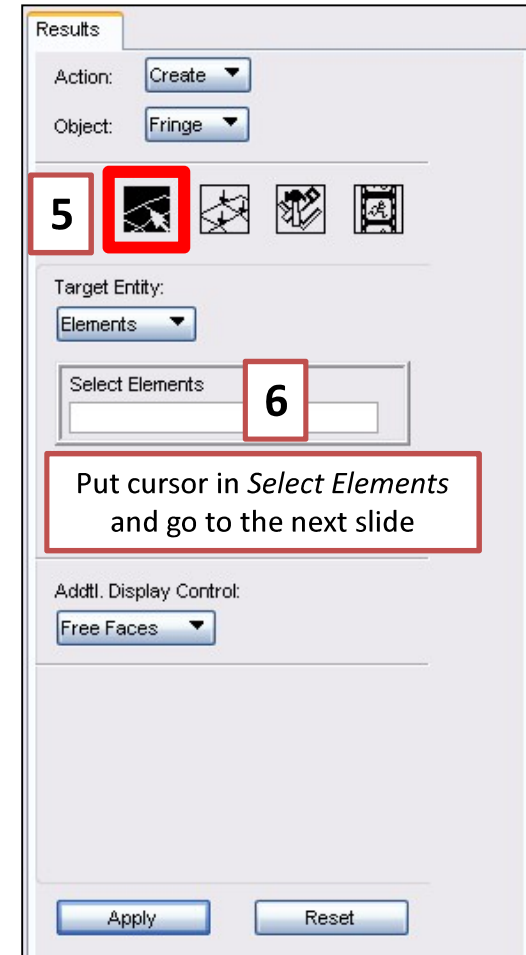 Results
Action: Create
Object: Fringe
5
Target Entity:
Elements
Select Elements
6
Put cursor in Select Elements
and go to the next slide
Addtl. Display Control:
Free Faces
Apply Reset